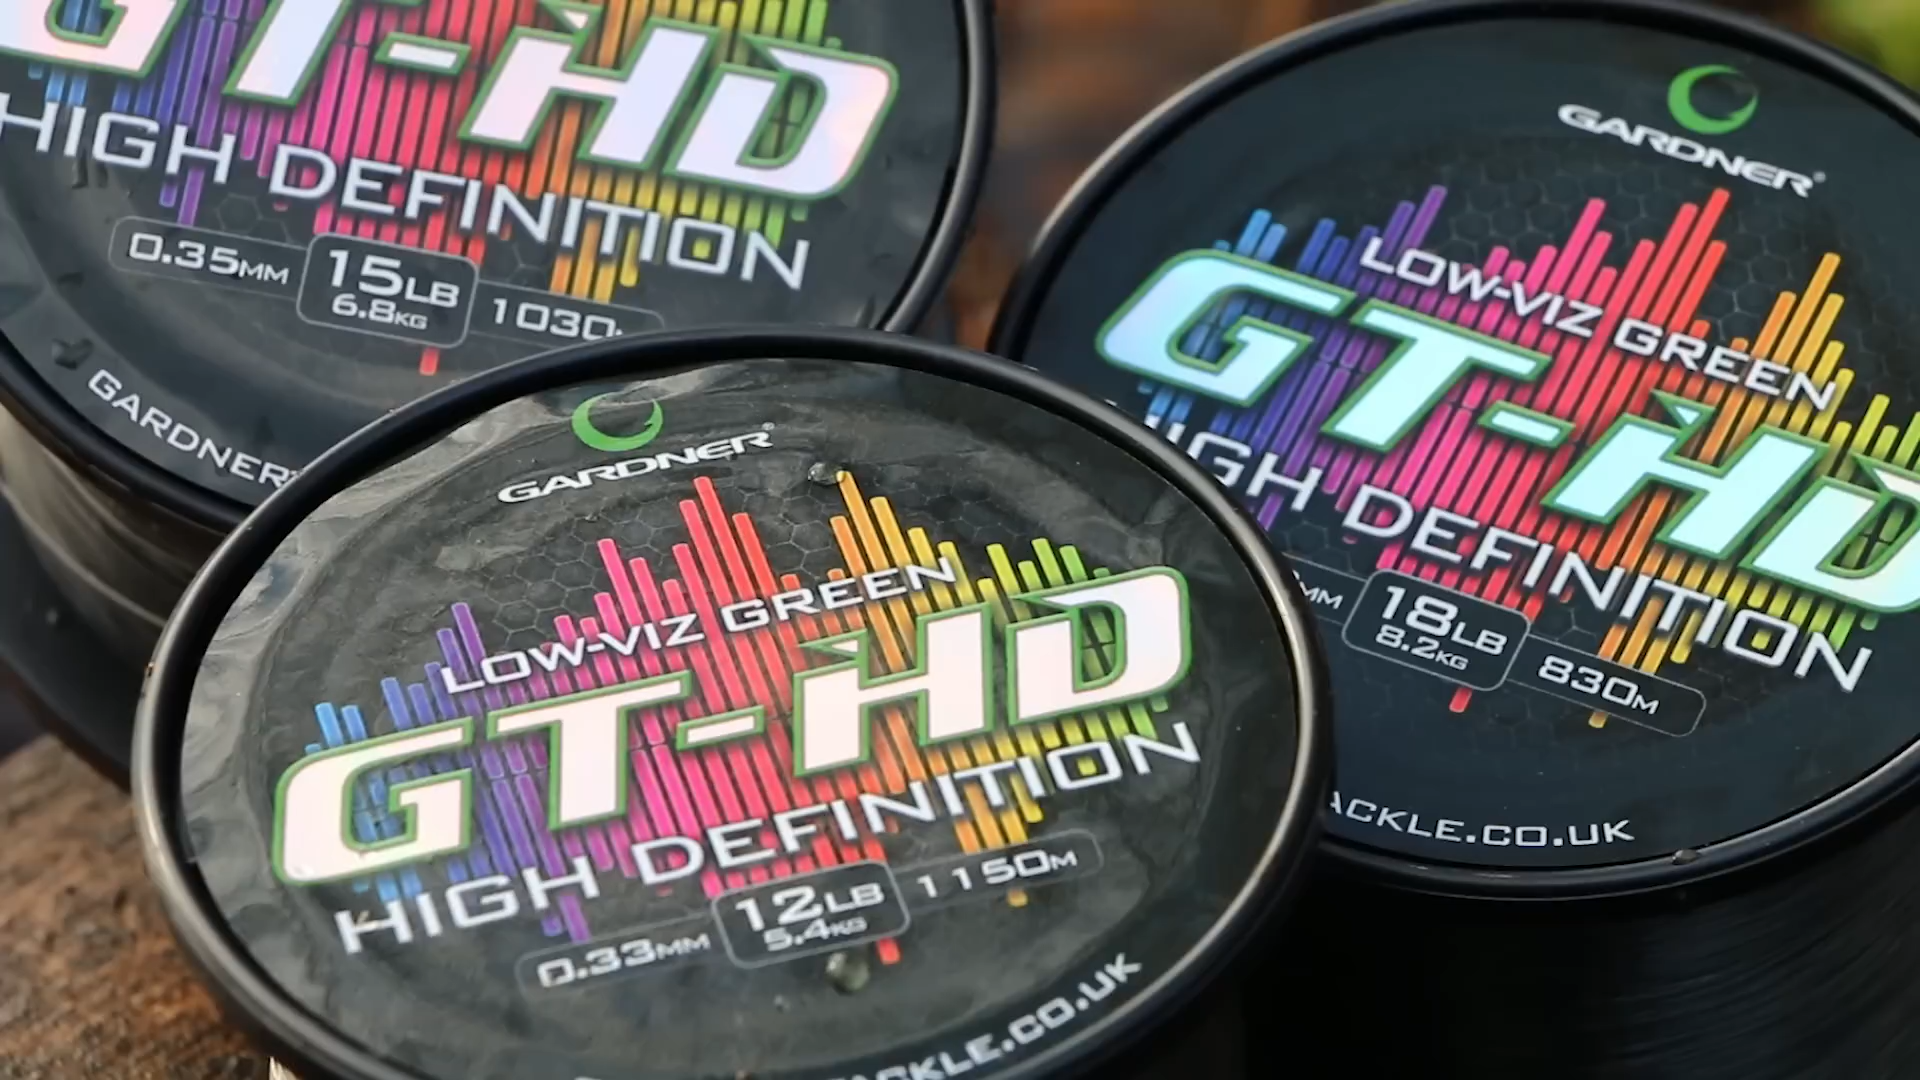 GT-HD
HIGH DEFINITION
0.35MM
15LB
6.8KG
1030
GARDNER
GARDNER®
LOW-VIZ GREEN
GT-HD
HIGH DEFINITION
MM
18LB
8.2KG
830M
ACKLE.CO.UK
GARDNER®
LOW-VIZ GREEN
GT-HD
HIGH DEFINITION
0.33MM
12LB
5.4KG
1150M
ACKLE.CO.UK